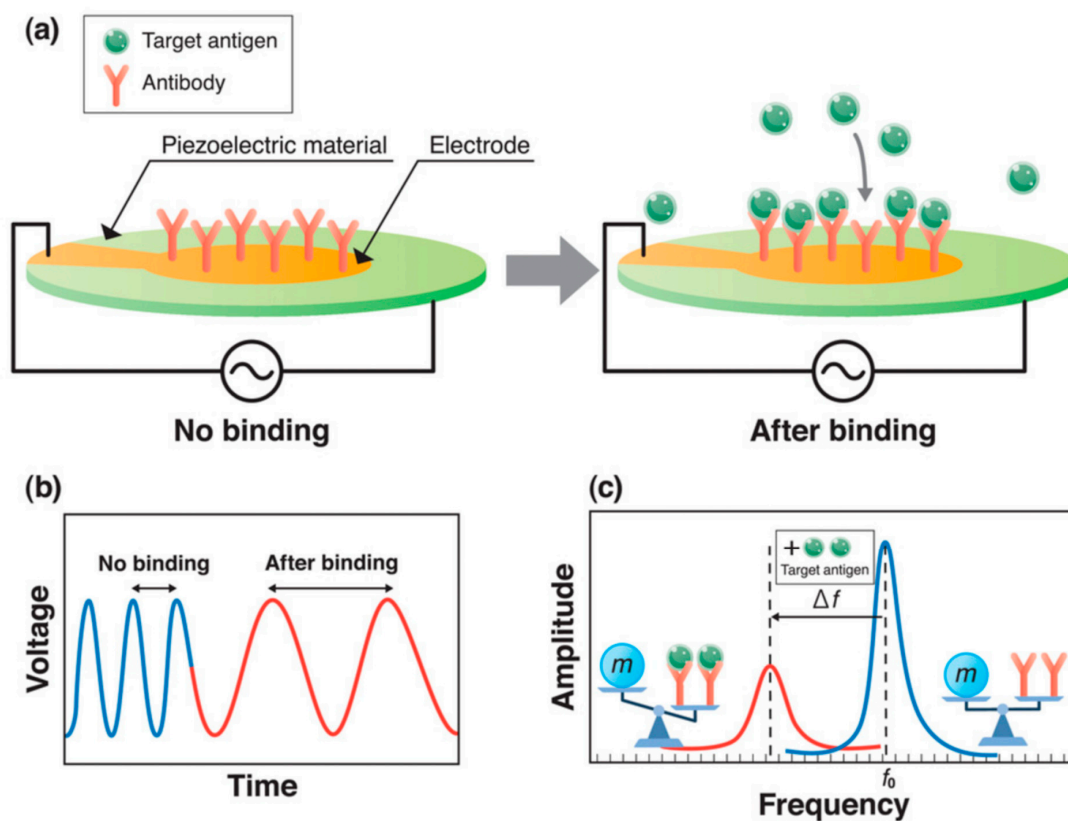 (a)
Target antigen
Antibody
Piezoelectric material
Electrode
No binding
After binding
(b)
No binding
After binding
Voltage
Time
(c)
+
Target antigen
Δf
m
m
Amplitude
f0
Frequency